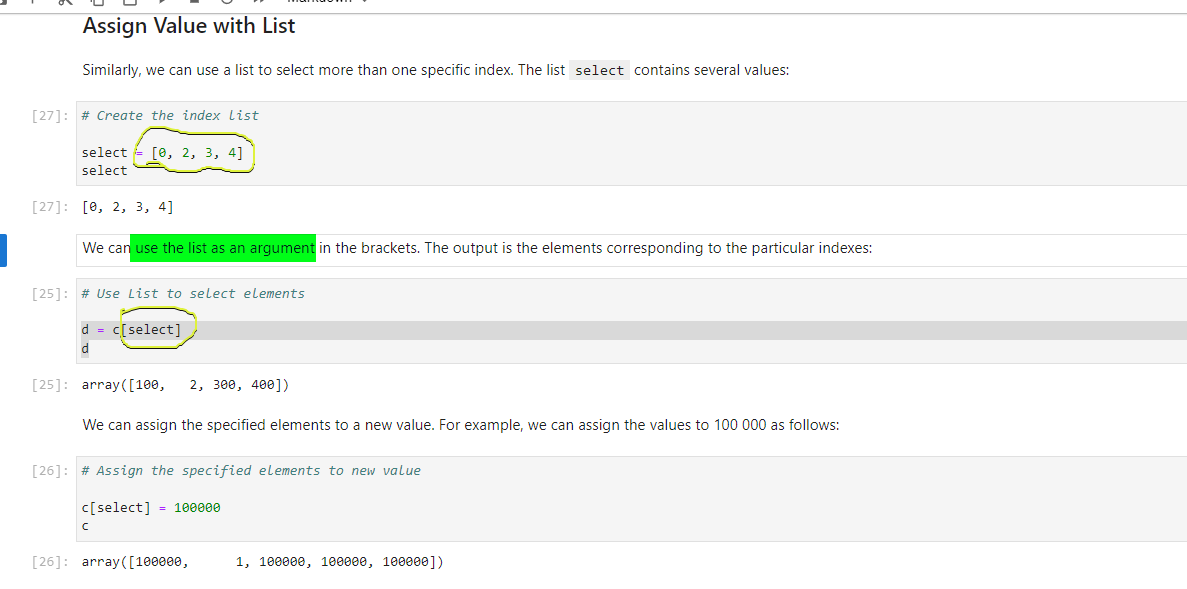 Assign Value with List
Similarly, we can use a list to select more than one specific index. The list select contains several values:
[27]: # Create the index list
select = [0, 2, 3, 4]
select
[27]: [0, 2, 3, 4]
We can use the list as an argument in the brackets. The output is the elements corresponding to the particular indexes:
[25]: # Use List to select elements
d = c[select]
d
[25]: array([100,   2, 300, 400])
We can assign the specified elements to a new value. For example, we can assign the values to 100 000 as follows:
[26]: # Assign the specified elements to new value
c[select] = 100000
c
[26]: array([100000,      1, 100000, 100000, 100000])